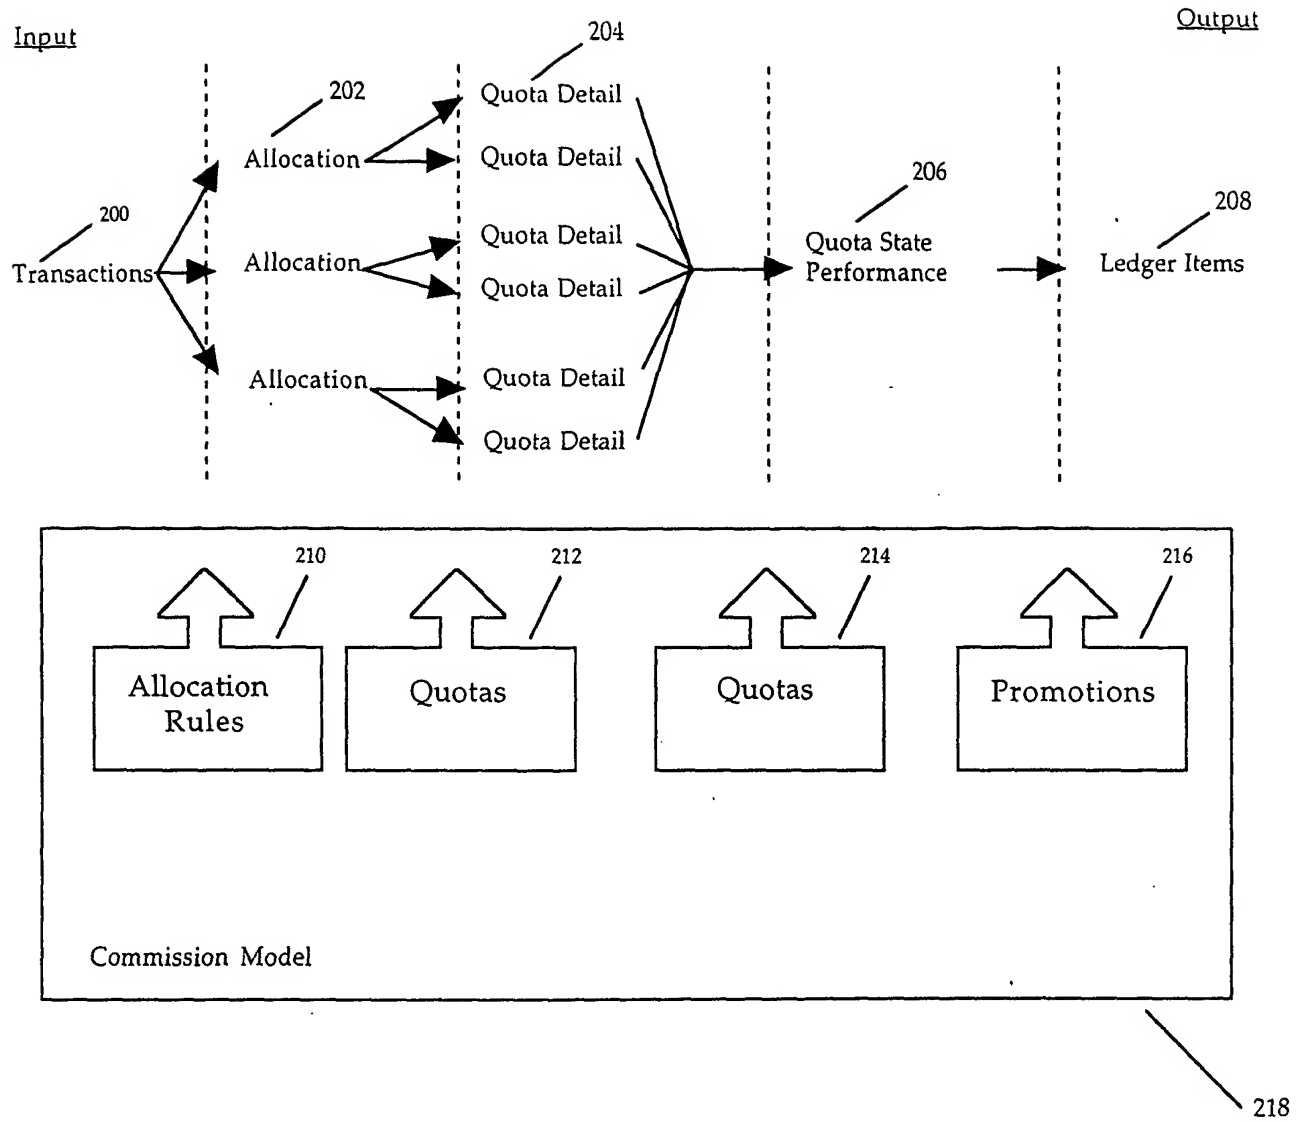 Input
Output
204
202
Quota Detail
Allocation
Quota Detail
206
200
208
Quota Detail
Quota State
Performance
Transactions
Allocation
Ledger Items
Quota Detail
Allocation
Quota Detail
Quota Detail
210
212
214
216
Allocation
Rules
Quotas
Quotas
Promotions
Commission Model
218